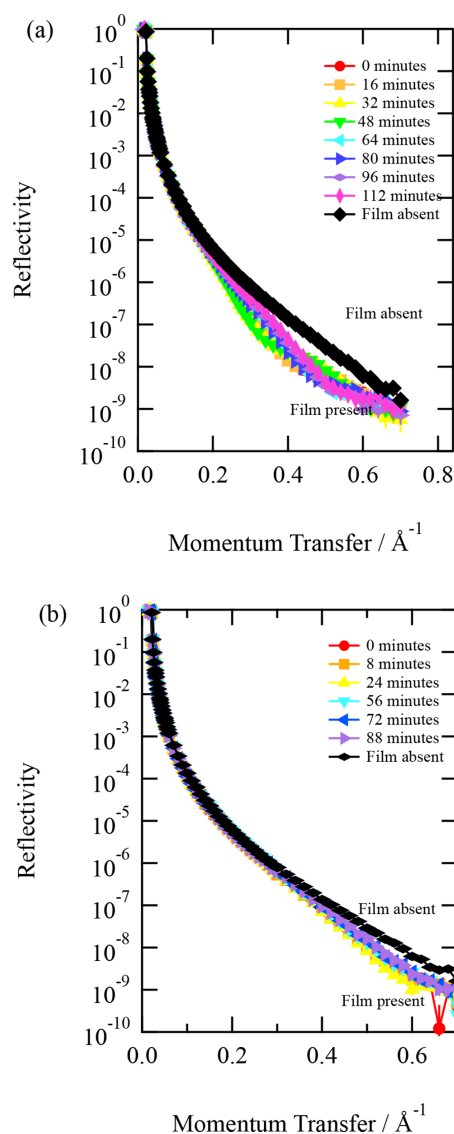 (a)
10^0
10^-1
10^-2
10^-3
10^-4
10^-5
10^-6
10^-7
10^-8
10^-9
10^-10
Reflectivity
0 minutes
16 minutes
32 minutes
48 minutes
64 minutes
80 minutes
96 minutes
112 minutes
Film absent
Film absent
Film present
0.0 0.2 0.4 0.6 0.8
Momentum Transfer / Å^-1
(b)
10^0
10^-1
10^-2
10^-3
10^-4
10^-5
10^-6
10^-7
10^-8
10^-9
10^-10
Reflectivity
0 minutes
8 minutes
24 minutes
56 minutes
72 minutes
88 minutes
Film absent
Film absent
Film present
0.0 0.2 0.4 0.6
Momentum Transfer / Å^-1